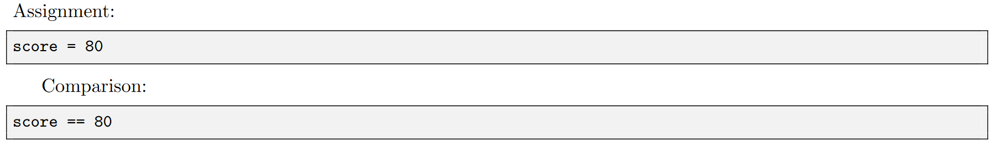 Assignment:
score = 80
Comparison:
score == 80